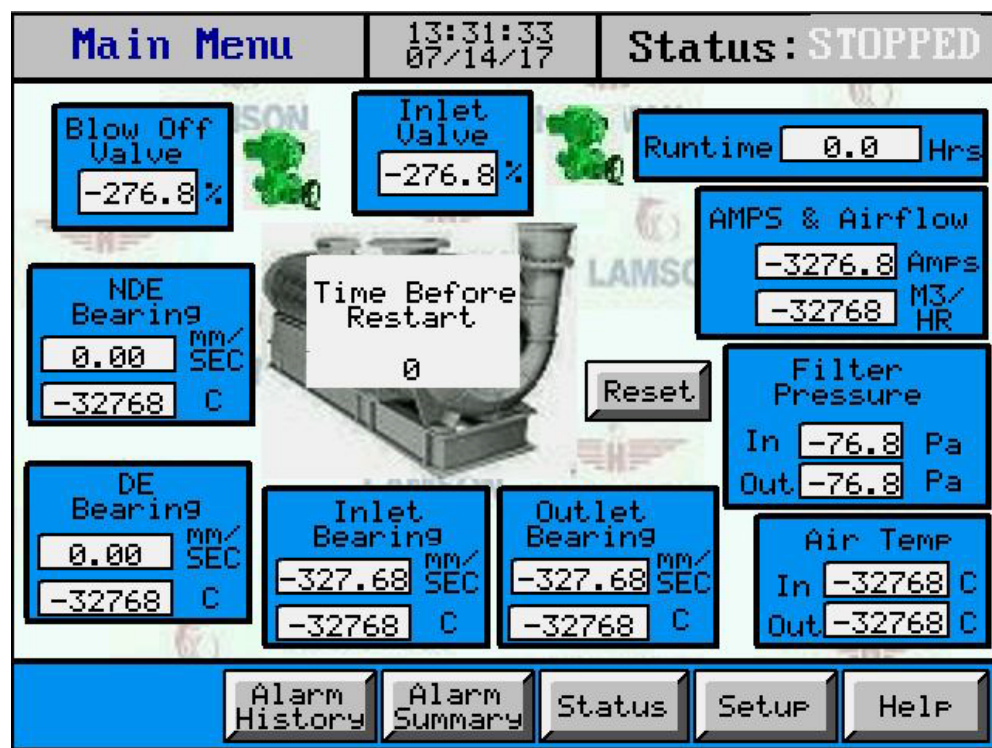 Main Menu
13:31:33
07/14/17
Status: STOPPED
Blow Off
Valve
-276.8 %
Inlet
Valve
-276.8 %
Runtime 0.0 Hrs
AMPS & Airflow
-3276.8 Amps
-32768 M3/
HR
LAMSON
NDE
Bearing
0.00 mm/
SEC
-32768 C
Time Before
Restart
0
Reset
Filter
Pressure
In -76.8 Pa
Out -76.8 Pa
DE
Bearing
0.00 mm/
SEC
-32768 C
Inlet
Bearing
-327.68 mm/
SEC
-32768 C
Outlet
Bearing
-327.68 mm/
SEC
-32768 C
Air Temp
In -32768 C
Out -32768 C
Alarm
History
Alarm
Summary
Status
Setup
Help